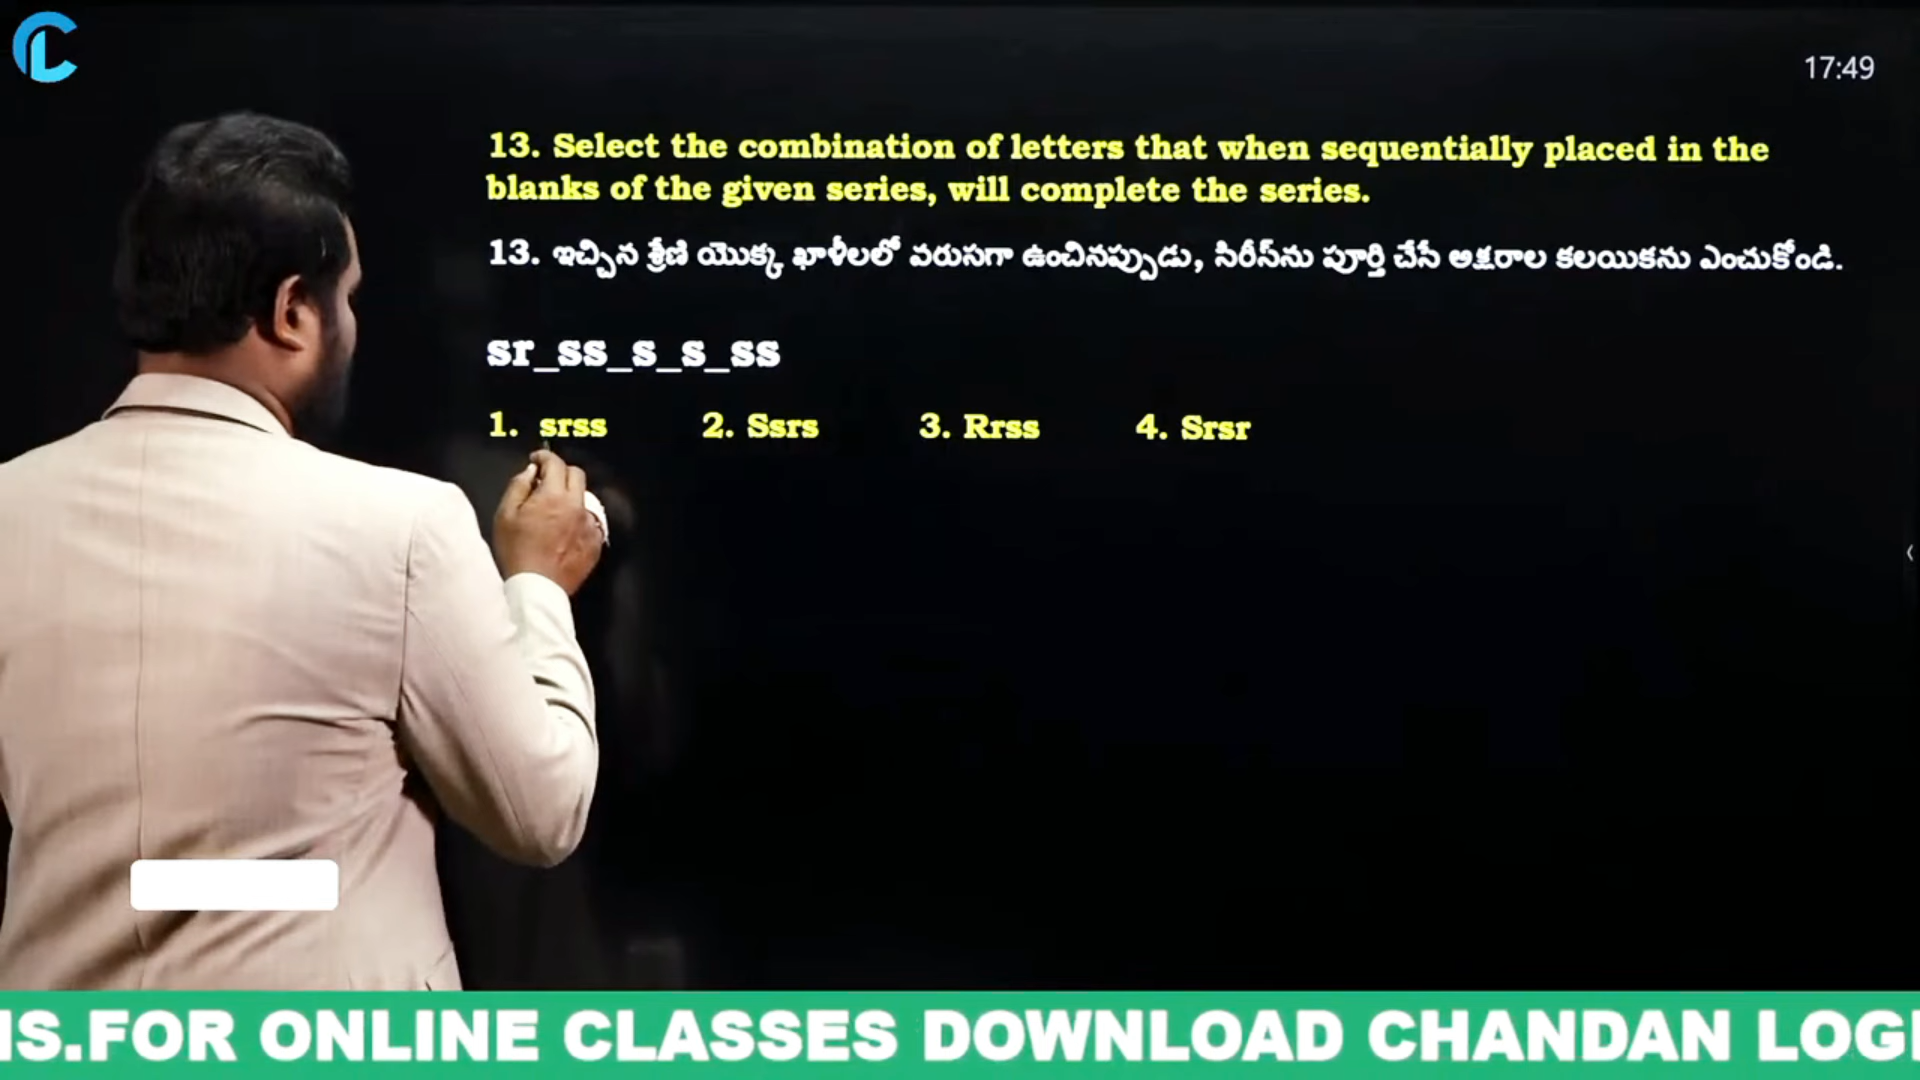 17:49
13. Select the combination of letters that when sequentially placed in the
blanks of the given series, will complete the series.
13. ఇచ్చిన శ్రేణి యొక్క ఖాళీలలో వరుసగా ఉంచినప్పుడు, సిరీస్‌ను పూర్తి చేసే అక్షరాల కలయికను ఎంచుకోండి.
sr_ss_s_s_ss
1. srss 2. Ssrs 3. Rrss 4. Srsr
IS.FOR ONLINE CLASSES DOWNLOAD CHANDAN LOGI